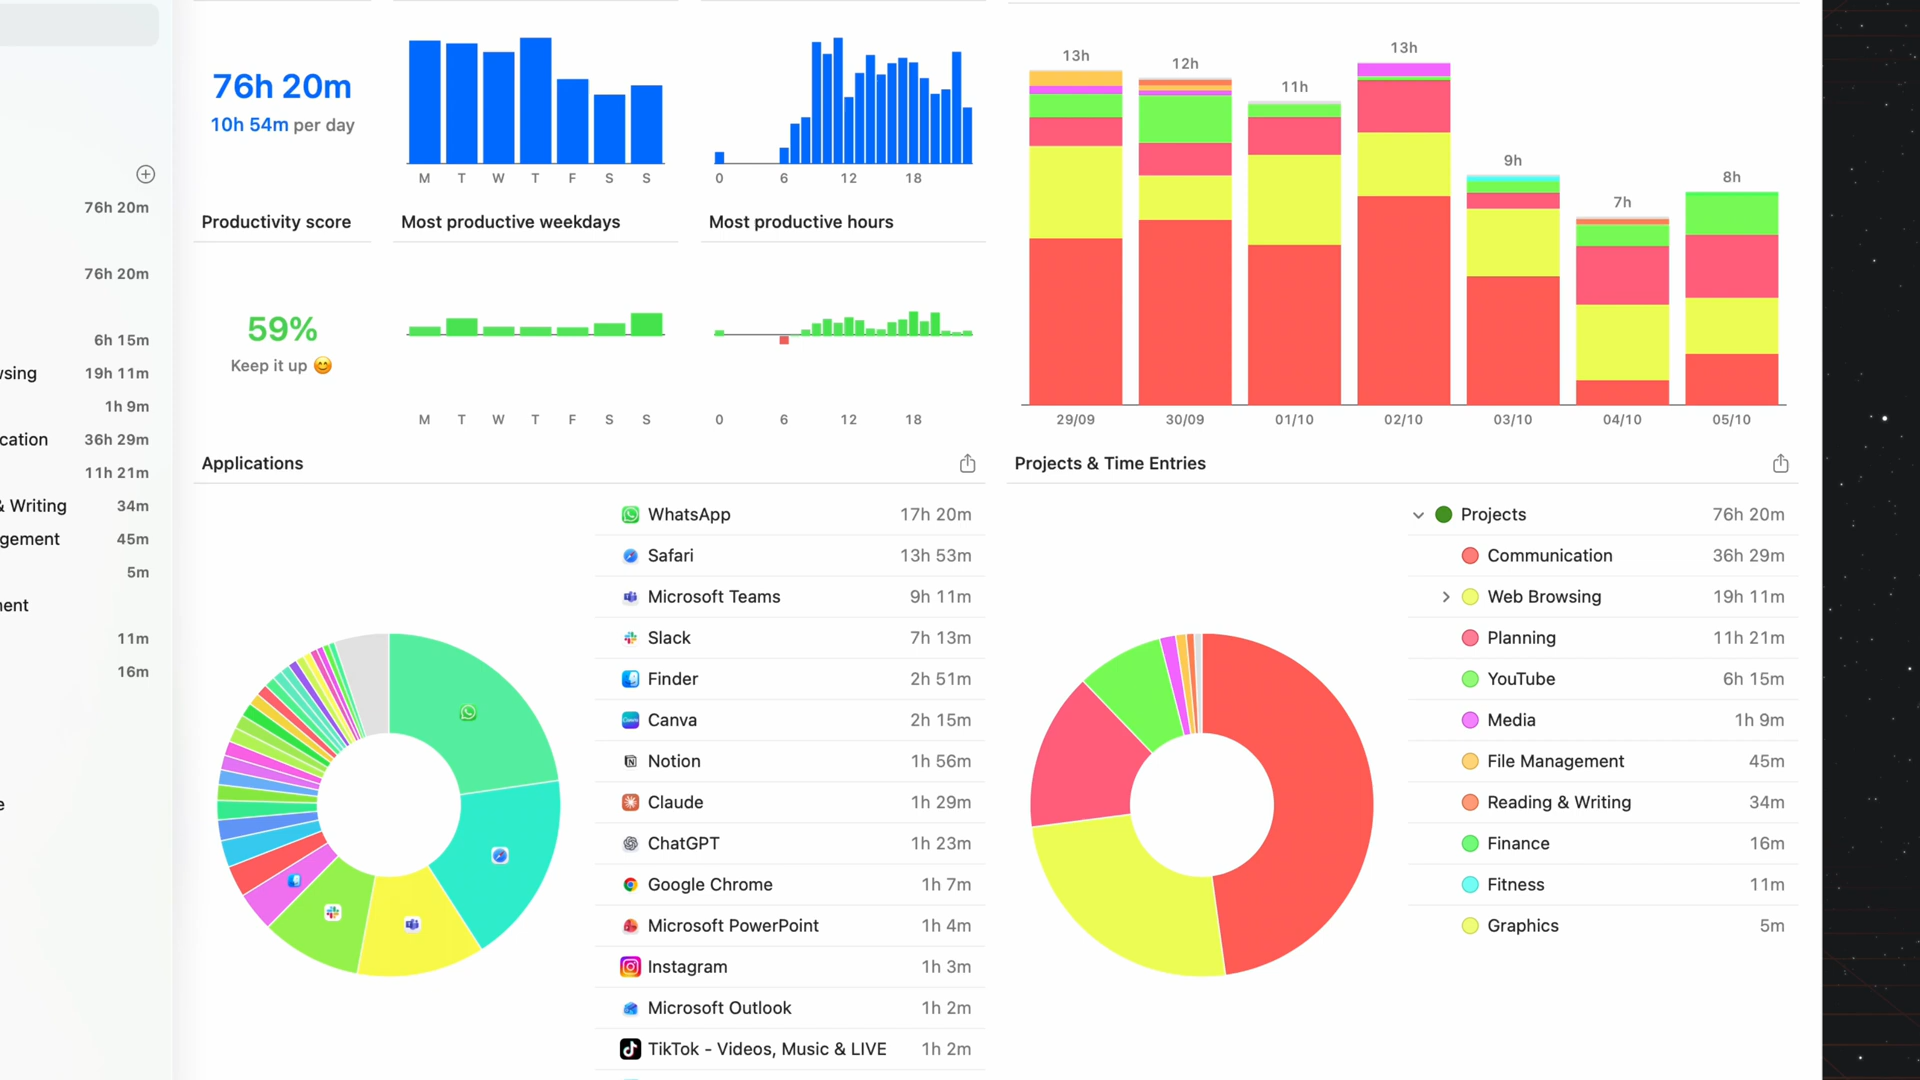 76h 20m
10h 54m per day
M T W T F S S
0 6 12 18
13h
12h
11h
13h
9h
7h
8h
29/09 30/09 01/10 02/10 03/10 04/10 05/10
Productivity score
Most productive weekdays
Most productive hours
59%
Keep it up 😊
M T W T F S S
0 6 12 18
76h 20m
76h 20m
6h 15m
wsing 19h 11m
1h 9m
cation 36h 29m
11h 21m
& Writing 34m
gement 45m
5m
nent
11m
16m
e
Applications
WhatsApp 17h 20m
Safari 13h 53m
Microsoft Teams 9h 11m
Slack 7h 13m
Finder 2h 51m
Canva 2h 15m
Notion 1h 56m
Claude 1h 29m
ChatGPT 1h 23m
Google Chrome 1h 7m
Microsoft PowerPoint 1h 4m
Instagram 1h 3m
Microsoft Outlook 1h 2m
TikTok - Videos, Music & LIVE 1h 2m
Projects & Time Entries
Projects 76h 20m
Communication 36h 29m
Web Browsing 19h 11m
Planning 11h 21m
YouTube 6h 15m
Media 1h 9m
File Management 45m
Reading & Writing 34m
Finance 16m
Fitness 11m
Graphics 5m